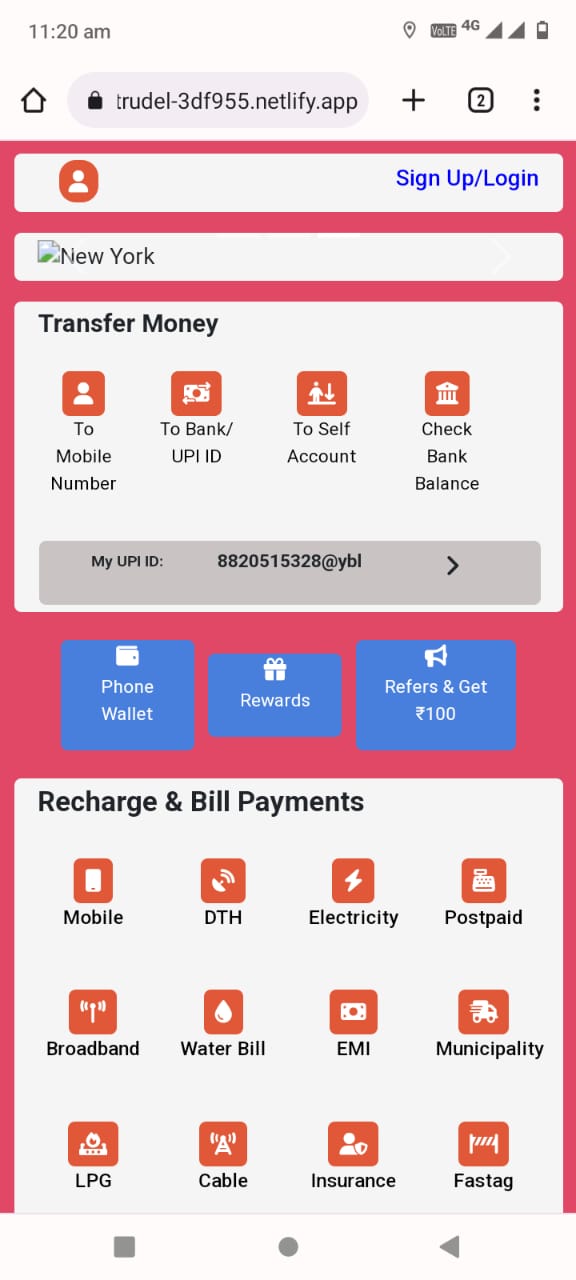 11:20 am
VoLTE 4G
trudel-3df955.netlify.app
2
Sign Up/Login
New York
Transfer Money
To Mobile Number
To Bank/ UPI ID
To Self Account
Check Bank Balance
My UPI ID: 8820515328@ybl
Phone Wallet
Rewards
Refers & Get ₹100
Recharge & Bill Payments
Mobile DTH Electricity Postpaid
Broadband Water Bill EMI Municipality
LPG Cable Insurance Fastag